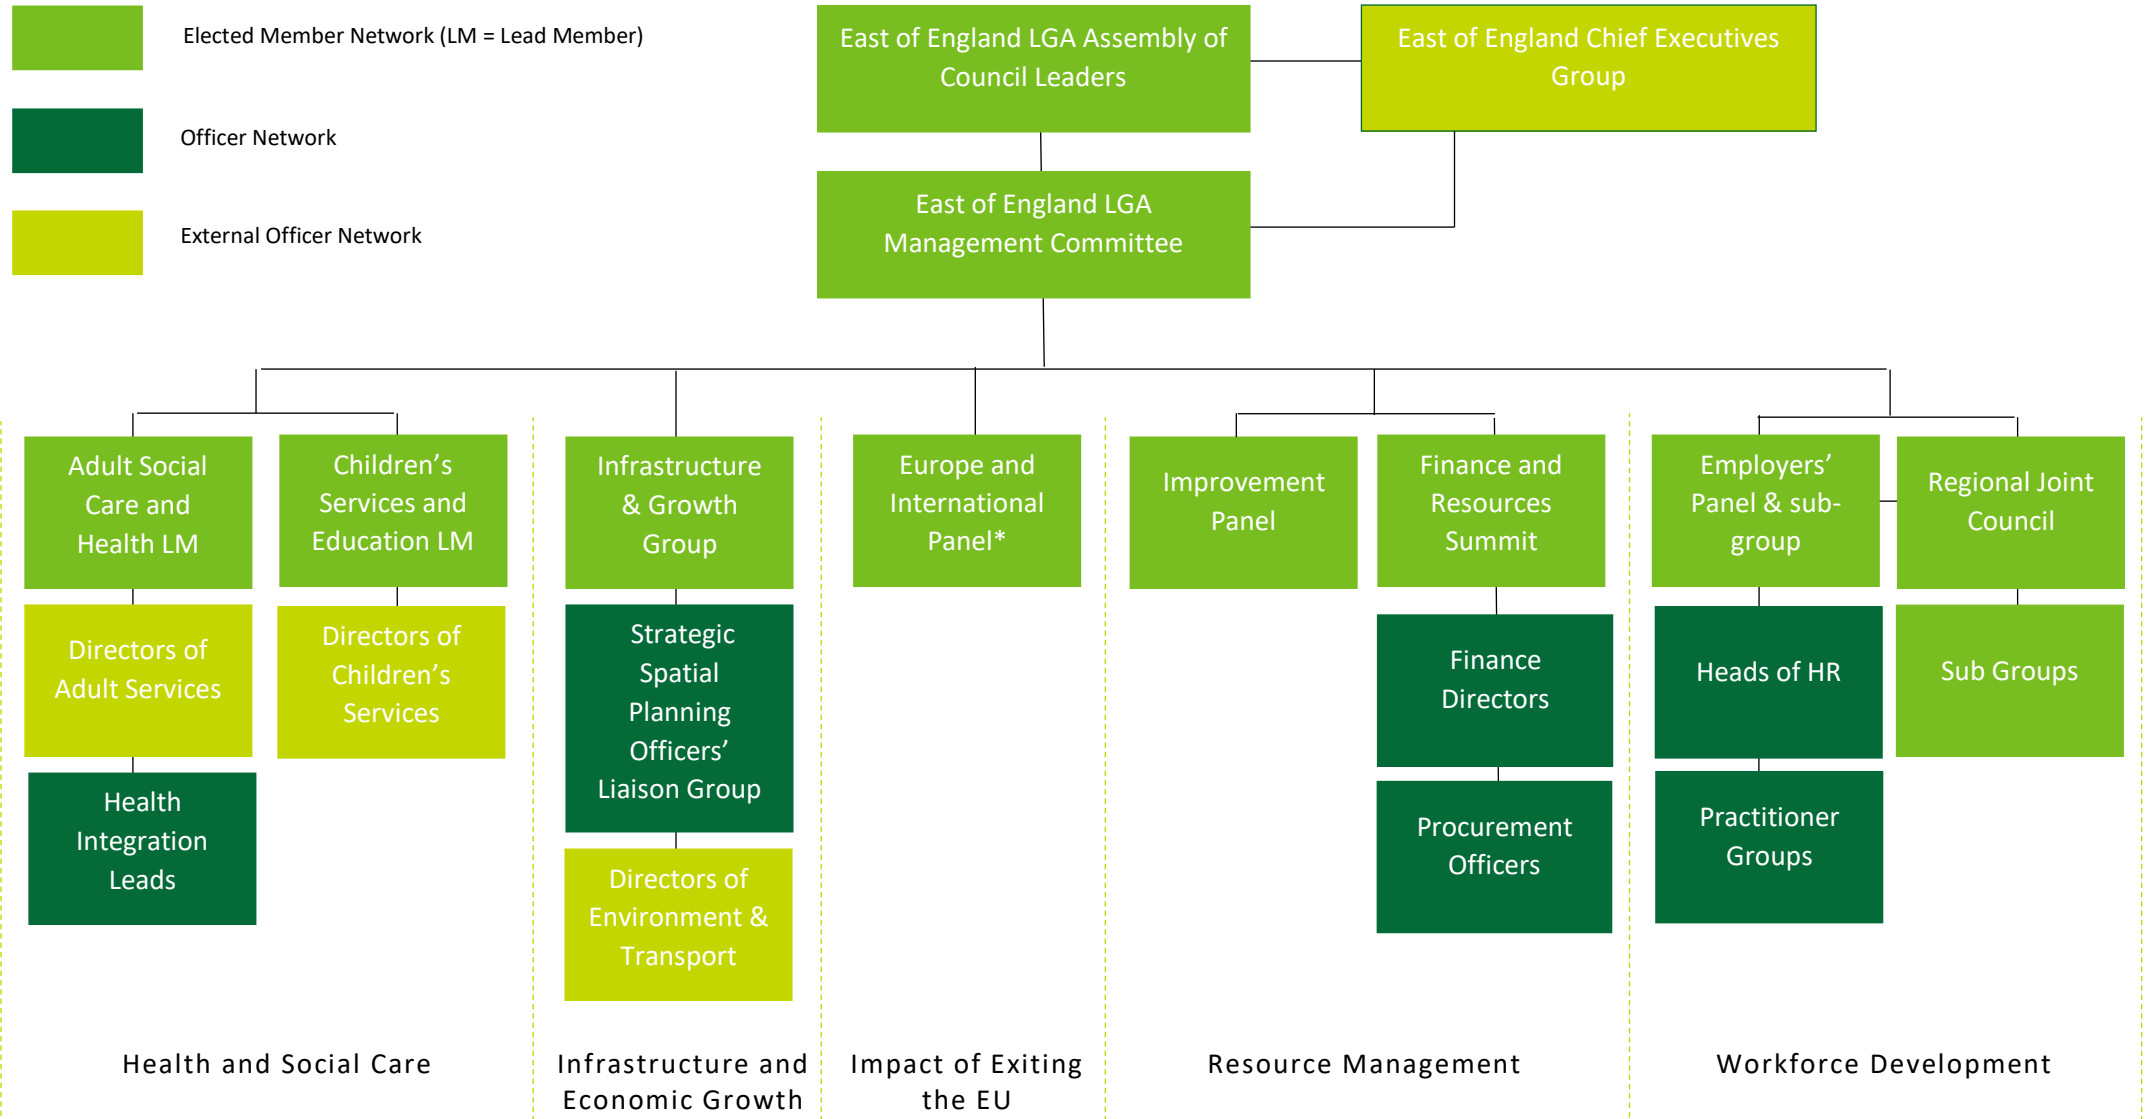 Elected Member Network (LM = Lead Member)
Officer Network
External Officer Network
East of England LGA Assembly of
Council Leaders
East of England Chief Executives
Group
East of England LGA
Management Committee
Adult Social
Care and
Health LM
Children’s
Services and
Education LM
Infrastructure
& Growth
Group
Europe and
International
Panel*
Improvement
Panel
Finance and
Resources
Summit
Employers’
Panel & sub-
group
Regional Joint
Council
Directors of
Adult Services
Directors of
Children’s
Services
Strategic
Spatial
Planning
Officers’
Liaison Group
Finance
Directors
Heads of HR
Sub Groups
Health
Integration
Leads
Directors of
Environment &
Transport
Procurement
Officers
Practitioner
Groups
Health and Social Care
Infrastructure and
Economic Growth
Impact of Exiting
the EU
Resource Management
Workforce Development